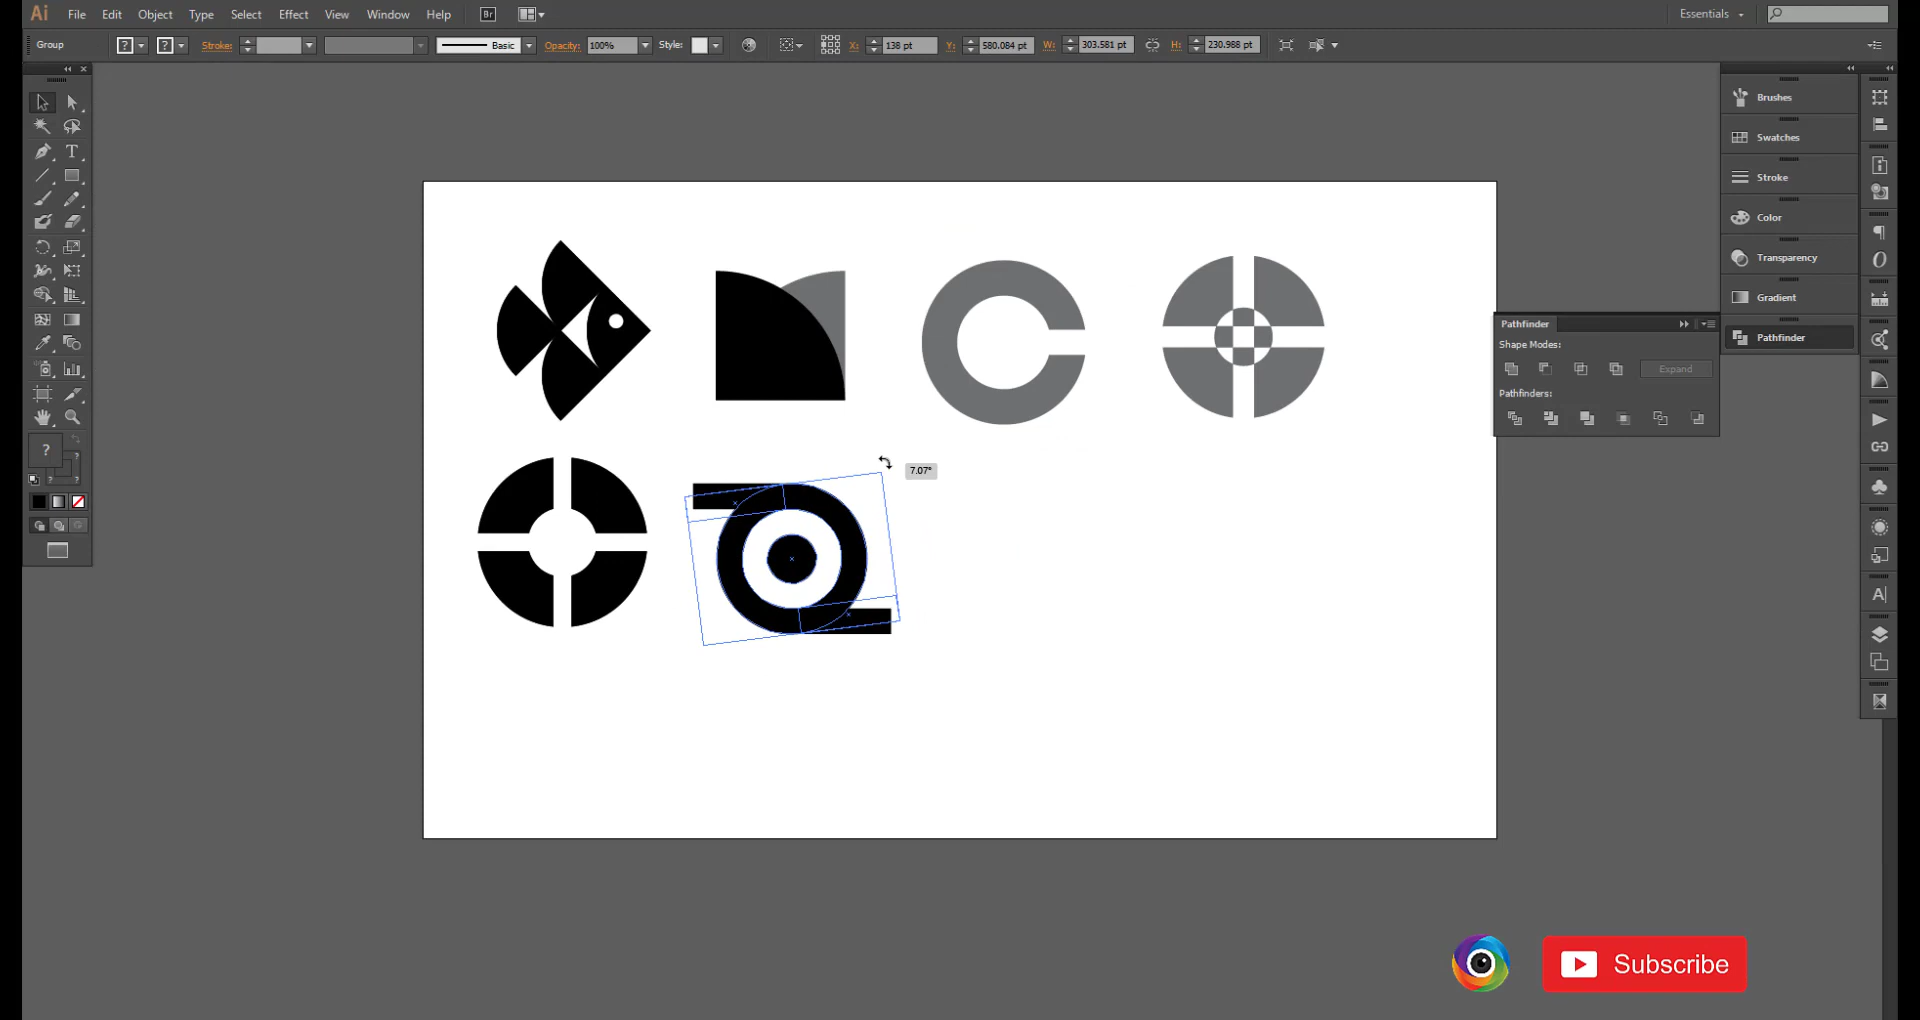 Ai File Edit Object Type Select Effect View Window Help Br Essentials
Group ? ? Stroke: Basic Opacity: 100% Style: X: 138 pt Y: 580.084 pt W: 303.581 pt H: 230.988 pt
Brushes
Swatches
Stroke
Color
Transparency
Gradient
Pathfinder
Pathfinder
Shape Modes:
Expand
Pathfinders:
7.07°
Subscribe